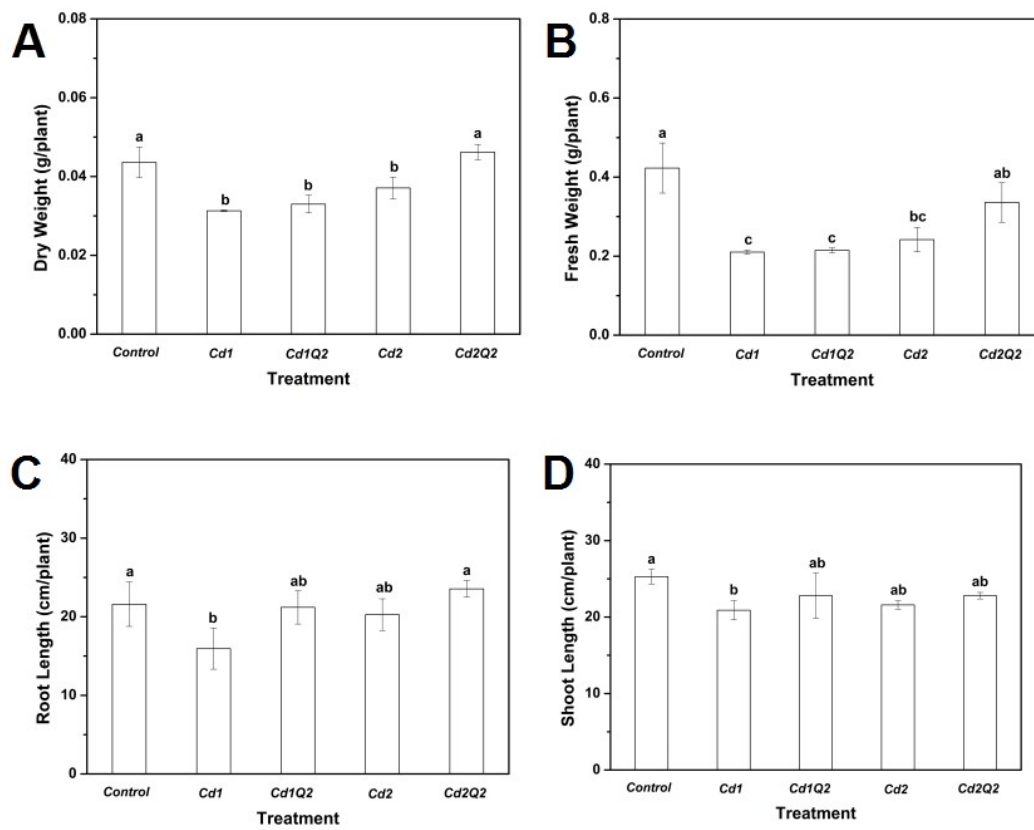 A
Dry Weight (g/plant)
0.08
0.06
0.04
0.02
0.00
a
b
b
b
a
Control Cd1 Cd1Q2 Cd2 Cd2Q2
Treatment
B
Fresh Weight (g/plant)
0.8
0.6
0.4
0.2
0.0
a
c
c
bc
ab
Control Cd1 Cd1Q2 Cd2 Cd2Q2
Treatment
C
Root Length (cm/plant)
40
30
20
10
0
a
b
ab
ab
a
Control Cd1 Cd1Q2 Cd2 Cd2Q2
Treatment
D
Shoot Length (cm/plant)
40
30
20
10
0
a
b
ab
ab
ab
Control Cd1 Cd1Q2 Cd2 Cd2Q2
Treatment